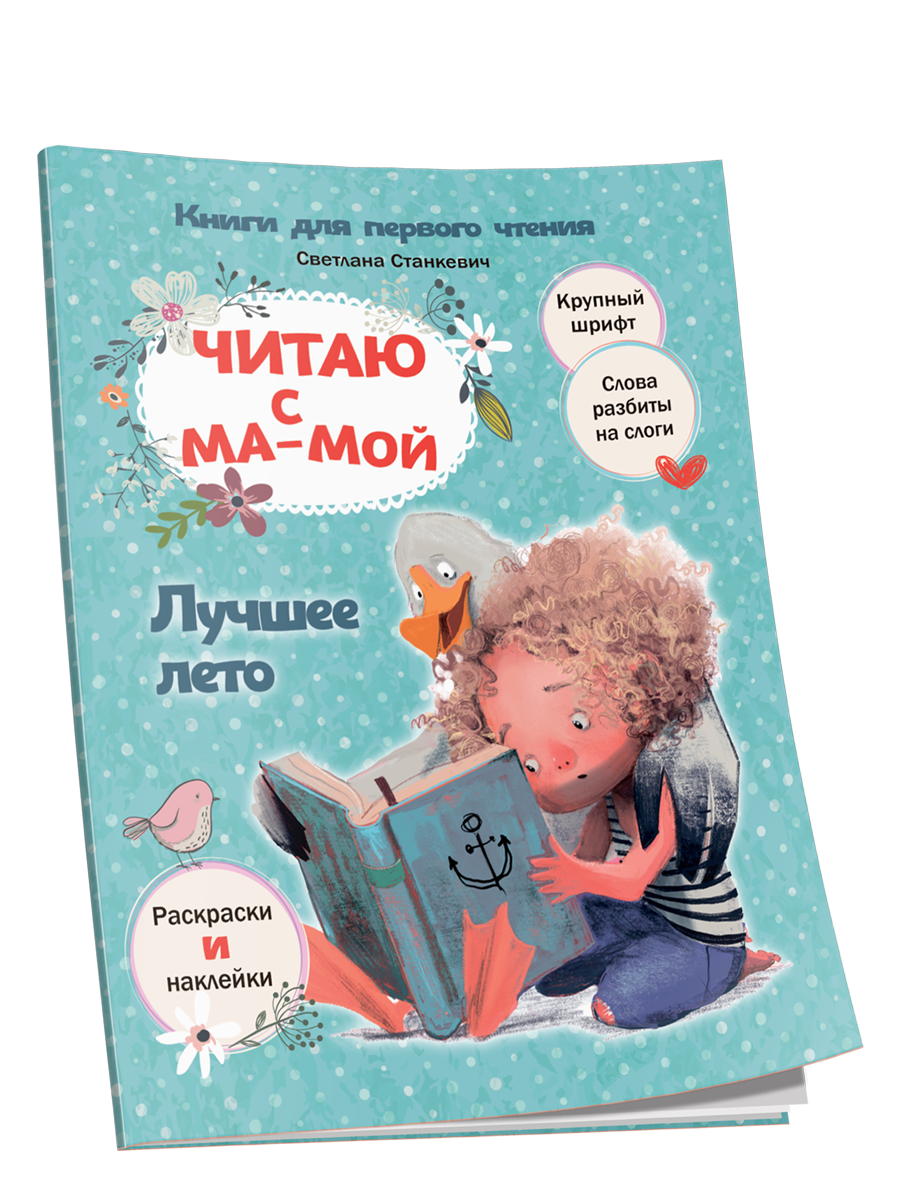 Книги для первого чтения
Светлана Станкевич
ЧИТАЮ
С
МА-МОЙ
Крупный
шрифт
Слова
разбиты
на слоги
Лучшее
лето
Раскраски
и
наклейки